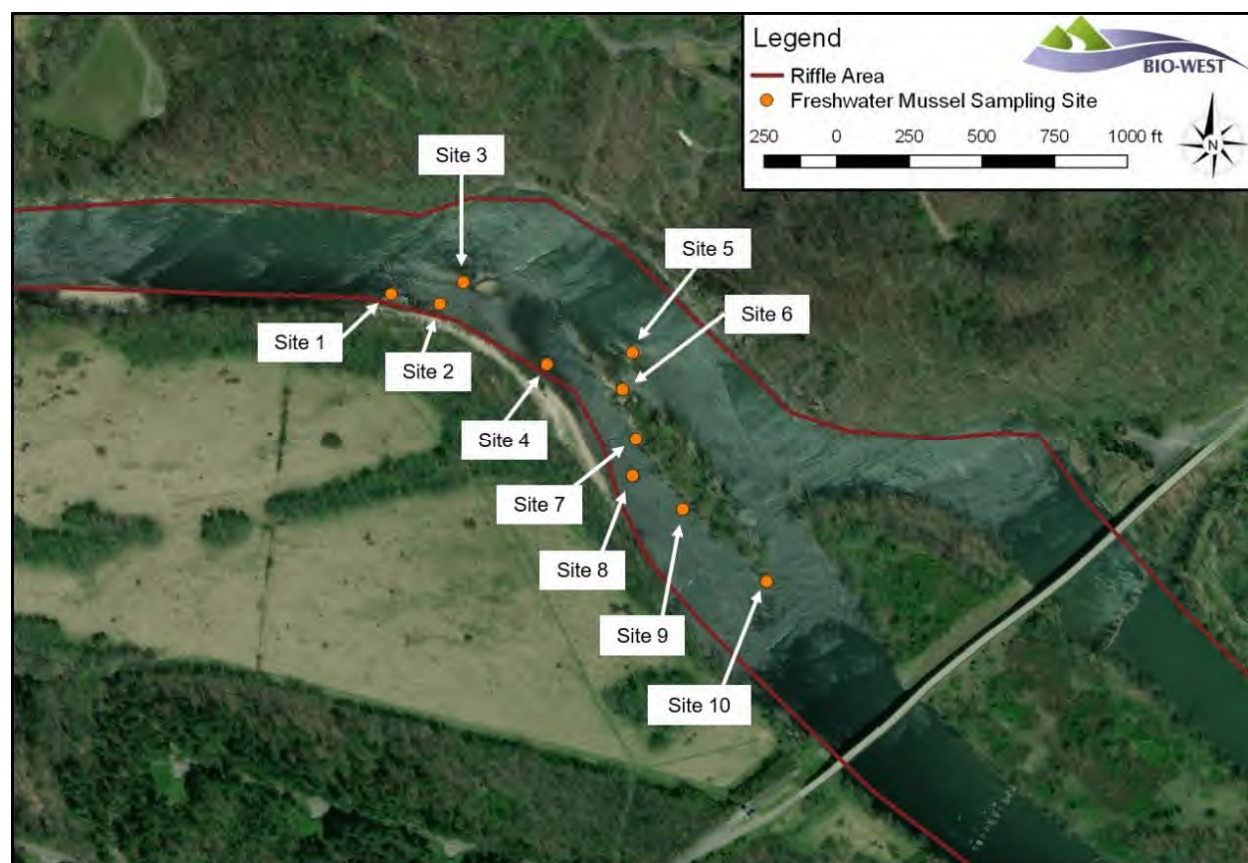 Legend
BIO-WEST
Riffle Area
Freshwater Mussel Sampling Site
250 0 250 500 750 1000 ft
N
Site 3
Site 5
Site 6
Site 1
Site 2
Site 4
Site 7
Site 8
Site 9
Site 10